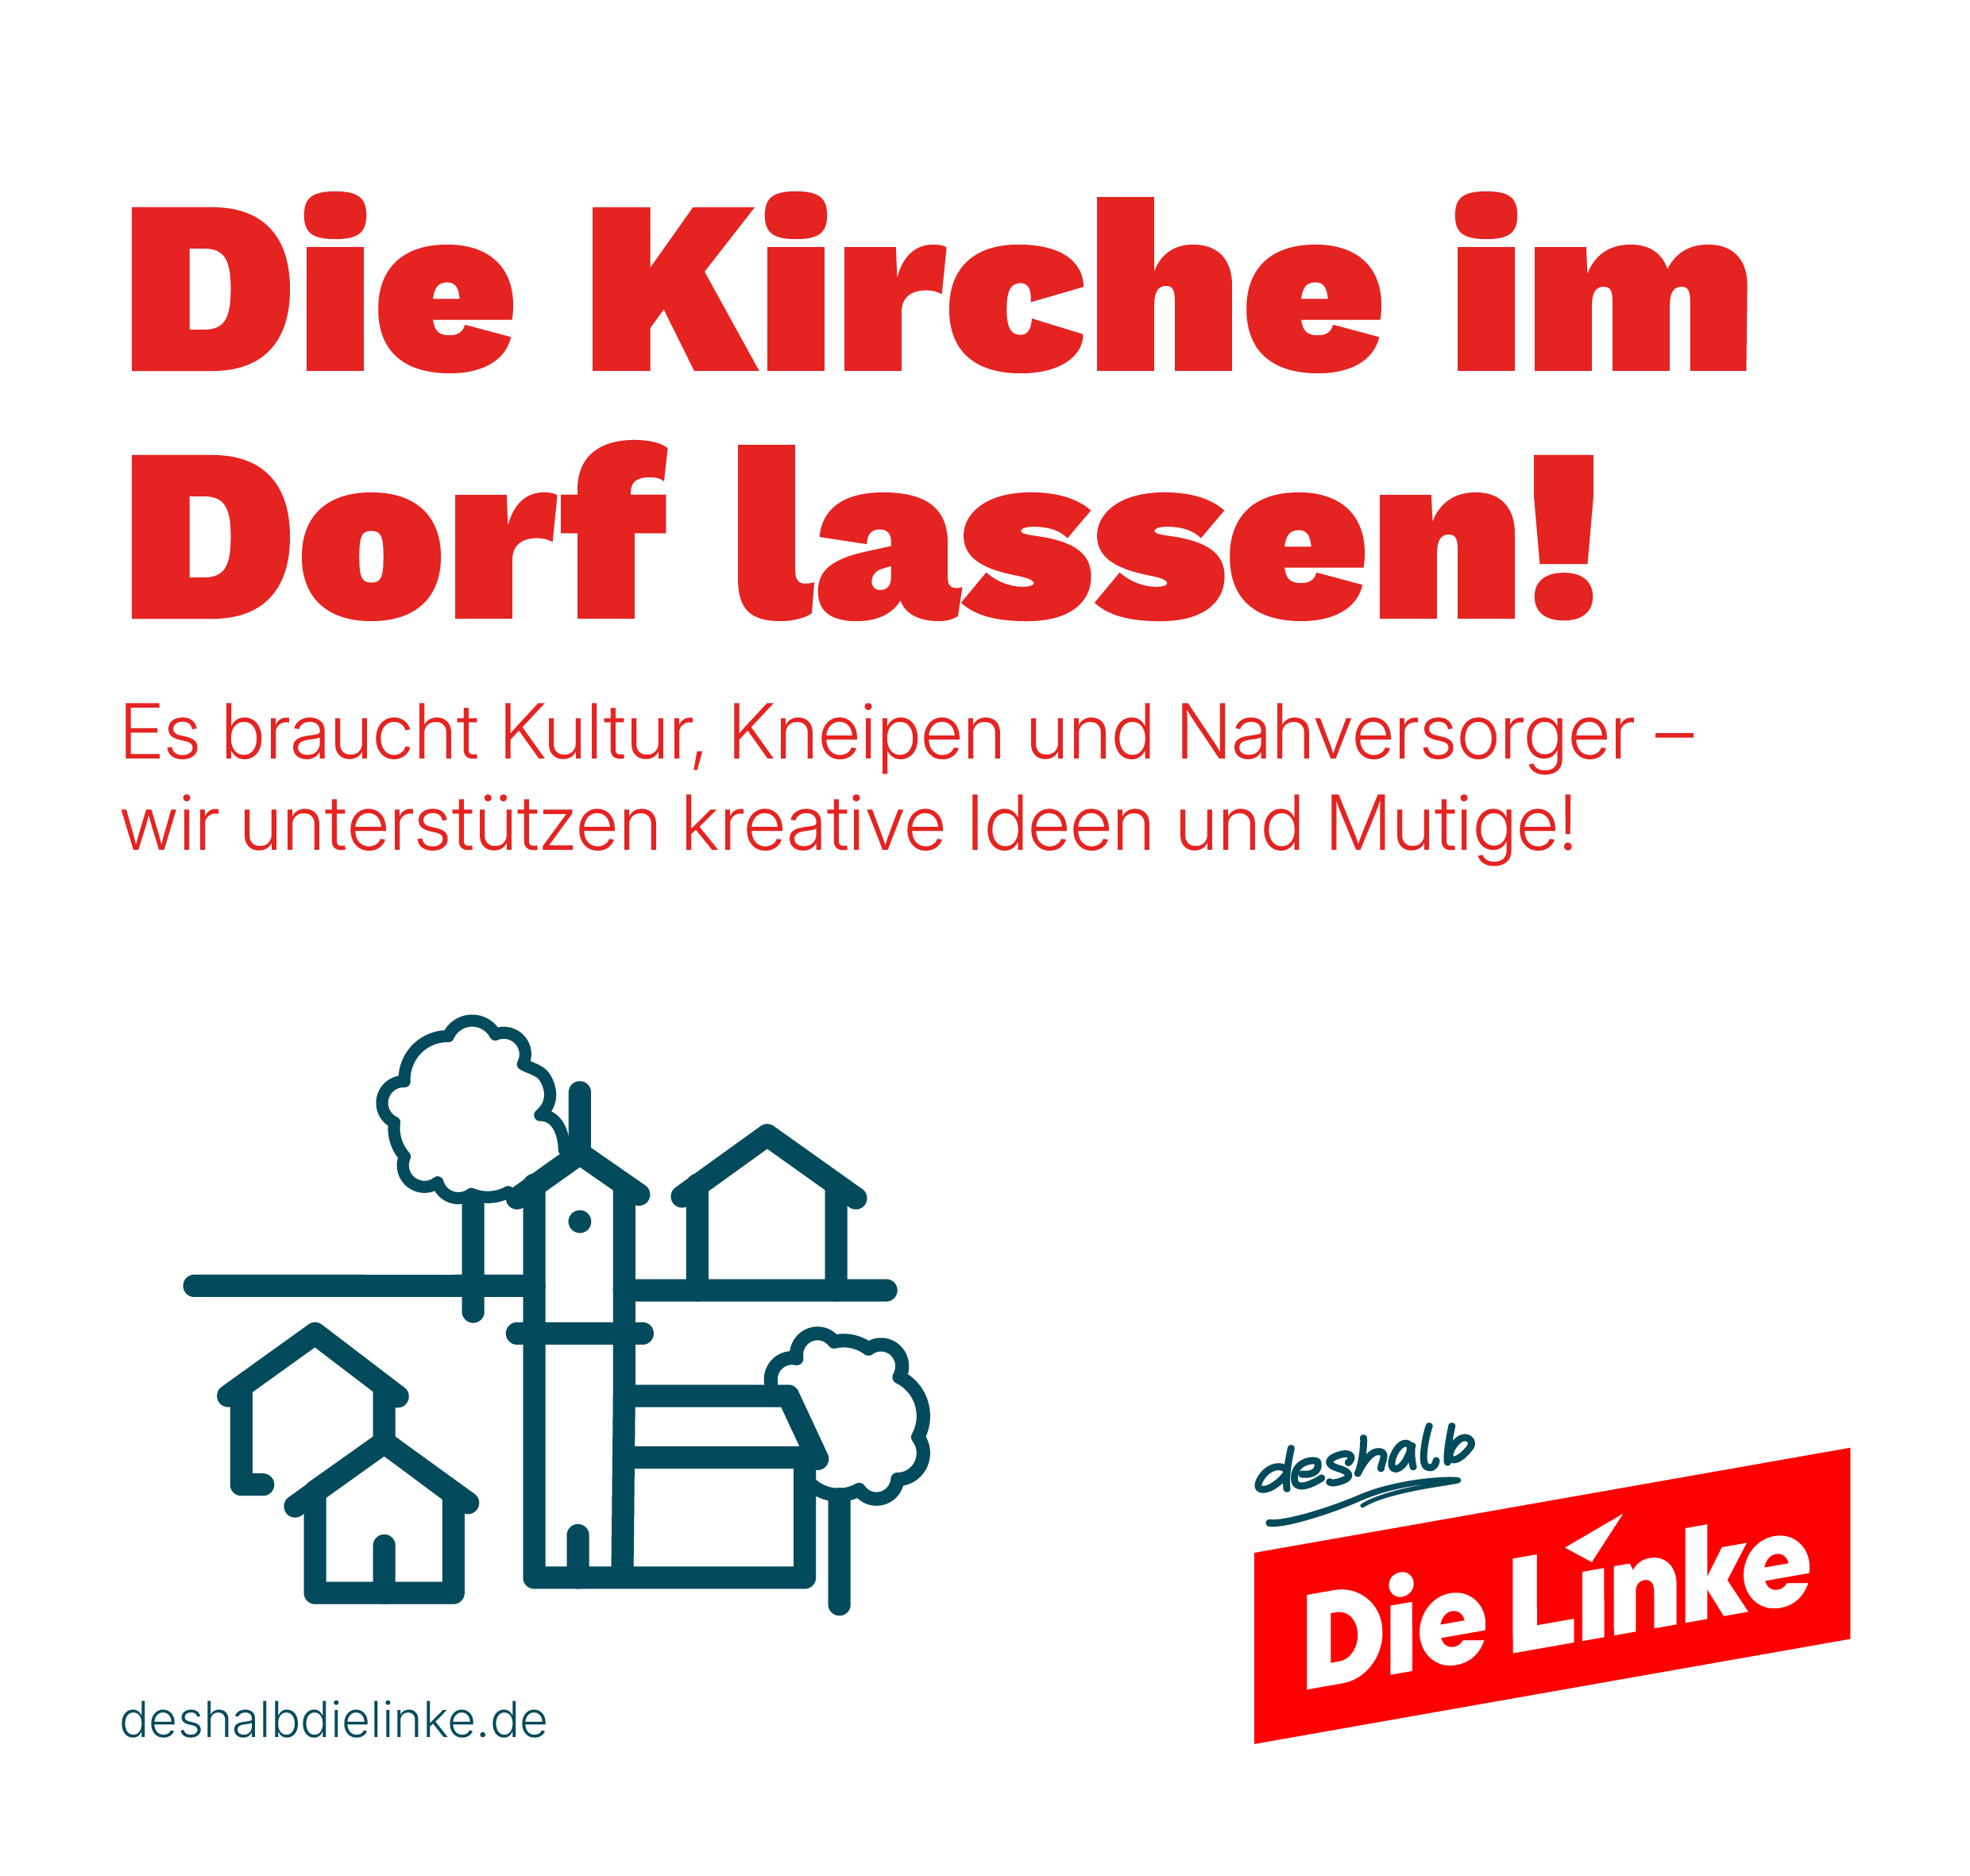 Die Kirche im
Dorf lassen!
Es braucht Kultur, Kneipen und Nahversorger –
wir unterstützen kreative Ideen und Mutige!
deshalb
Die Linke
deshalbdielinke.de